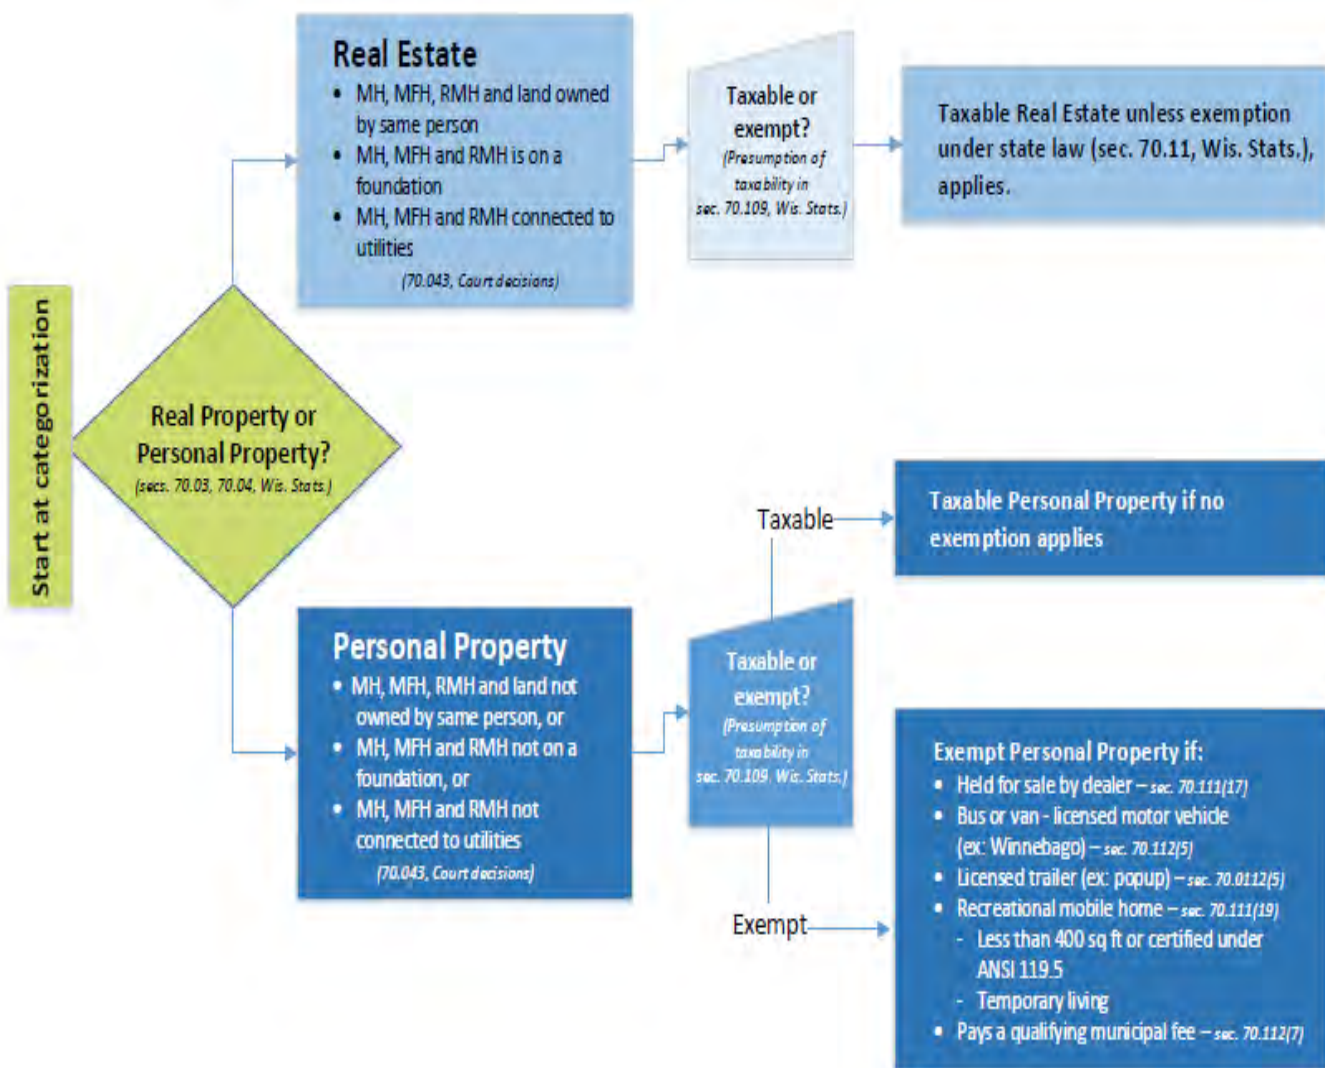 Start at categorization
Real Property or
Personal Property?
(secs. 70.03, 70.04, Wis. Stats.)
Real Estate
• MH, MFH, RMH and land owned
by same person
• MH, MFH and RMH is on a
foundation
• MH, MFH and RMH connected to
utilities
(70.043, Court decisions)
Taxable or
exempt?
(Presumption of
taxability in
sec. 70.109, Wis. Stats.)
Taxable Real Estate unless exemption
under state law (sec. 70.11, Wis. Stats.),
applies.
Personal Property
• MH, MFH, RMH and land not
owned by same person, or
• MH, MFH and RMH not on a
foundation, or
• MH, MFH and RMH not
connected to utilities
(70.043, Court decisions)
Taxable or
exempt?
(Presumption of
taxability in
sec. 70.109, Wis. Stats.)
Taxable
Taxable Personal Property if no
exemption applies
Exempt
Exempt Personal Property if:
• Held for sale by dealer – sec. 70.111(17)
• Bus or van - licensed motor vehicle
(ex: Winnebago) – sec. 70.112(5)
• Licensed trailer (ex: popup) – sec. 70.0112(5)
• Recreational mobile home – sec. 70.111(19)
- Less than 400 sq ft or certified under
ANSI 119.5
- Temporary living
• Pays a qualifying municipal fee – sec. 70.112(7)